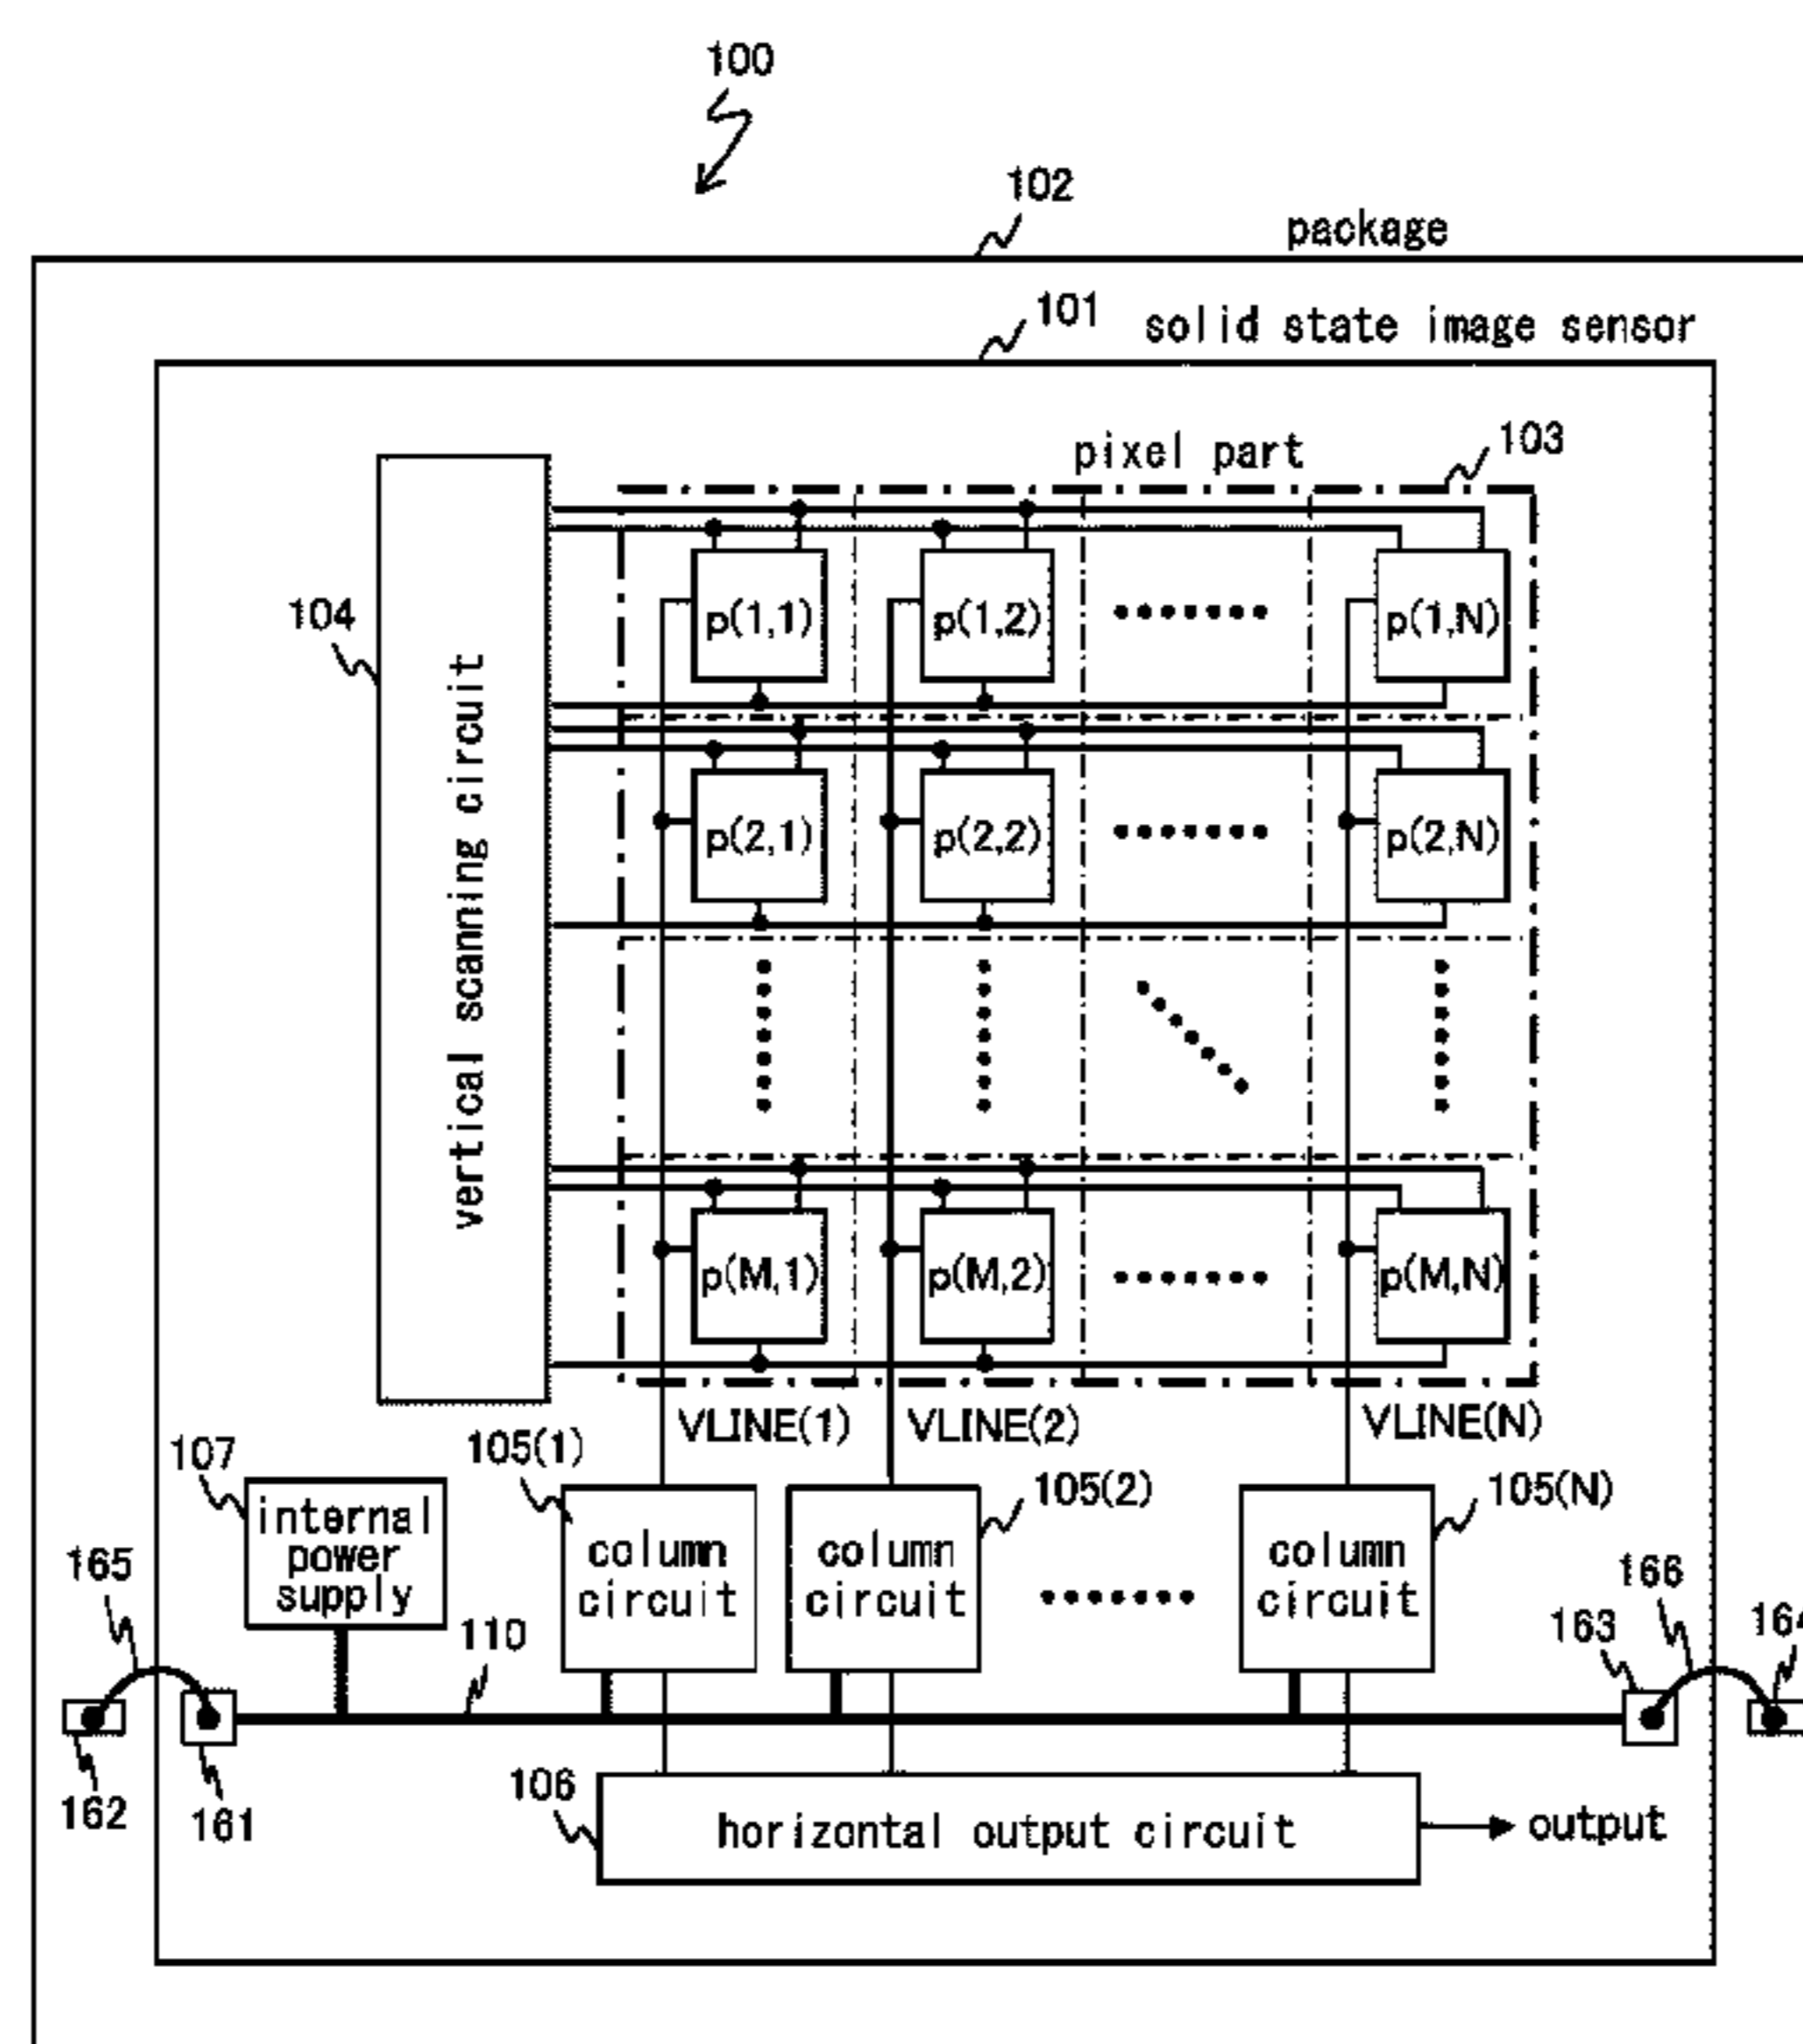 100
102
package
101
solid state image sensor
pixel part
103
104
vertical scanning circuit
p(1,1)
p(1,2)
p(1,N)
p(2,1)
p(2,2)
p(2,N)
p(M,1)
p(M,2)
p(M,N)
VLINE(1)
VLINE(2)
VLINE(N)
107
105(1)
105(2)
105(N)
internal
power
supply
column
circuit
column
circuit
column
circuit
165
110
163
166
164
162
161
106
horizontal output circuit
output